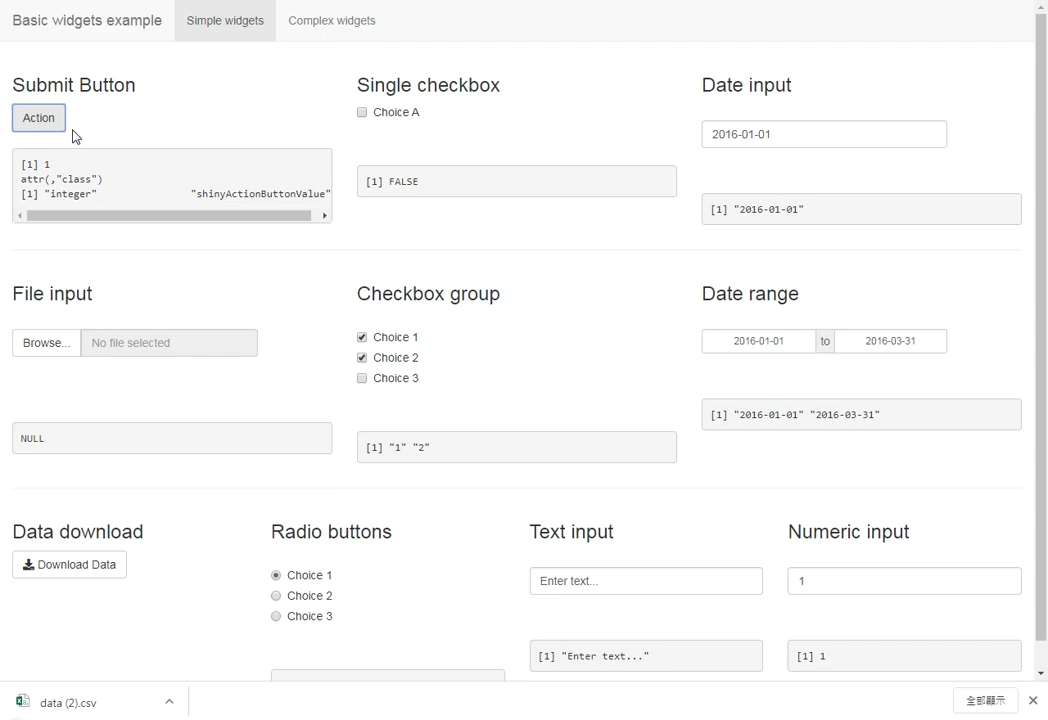 Basic widgets example
Simple widgets
Complex widgets
Submit Button
Action
[1] 1
attr(,"class")
[1] "integer" "shinyActionButtonValue"
Single checkbox
Choice A
[1] FALSE
Date input
2016-01-01
[1] "2016-01-01"
File input
Browse...
No file selected
NULL
Checkbox group
Choice 1
Choice 2
Choice 3
[1] "1" "2"
Date range
2016-01-01 to 2016-03-31
[1] "2016-01-01" "2016-03-31"
Data download
Download Data
Radio buttons
Choice 1
Choice 2
Choice 3
Text input
Enter text...
[1] "Enter text..."
Numeric input
1
[1] 1
data (2).csv
全部顯示